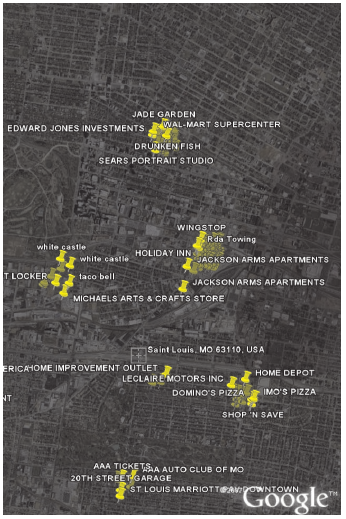 JADE GARDEN
EDWARD JONES INVESTMENTS
WAL-MART SUPERCENTER
DRUNKEN FISH
SEARS PORTRAIT STUDIO
WINGSTOP
Rda Towing
HOLIDAY INN
JACKSON ARMS APARTMENTS
white castle
white castle
T LOCKER
taco bell
JACKSON ARMS APARTMENTS
MICHAELS ARTS & CRAFTS STORE
Saint Louis, MO 63110, USA
ERICA
HOME IMPROVEMENT OUTLET
HOME DEPOT
LECLAIRE MOTORS INC
DOMINO'S PIZZA
IMO'S PIZZA
NT
SHOP 'N SAVE
AAA TICKETS
AAA AUTO CLUB OF MO
20TH STREET GARAGE
ST LOUIS MARRIOTT
DOWNTOWN
Google